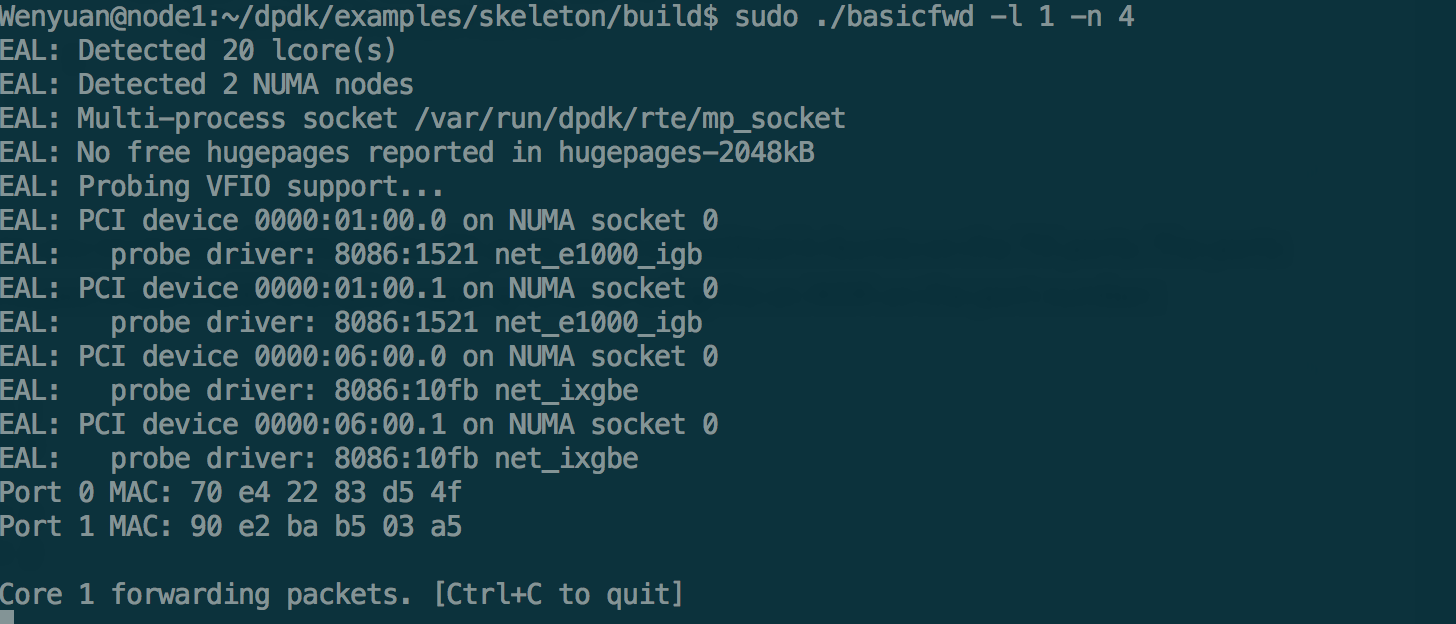 Wenyuan@node1:~/dpdk/examples/skeleton/build$ sudo ./basicfwd -l 1 -n 4
EAL: Detected 20 lcore(s)
EAL: Detected 2 NUMA nodes
EAL: Multi-process socket /var/run/dpdk/rte/mp_socket
EAL: No free hugepages reported in hugepages-2048kB
EAL: Probing VFIO support...
EAL: PCI device 0000:01:00.0 on NUMA socket 0
EAL:   probe driver: 8086:1521 net_e1000_igb
EAL: PCI device 0000:01:00.1 on NUMA socket 0
EAL:   probe driver: 8086:1521 net_e1000_igb
EAL: PCI device 0000:06:00.0 on NUMA socket 0
EAL:   probe driver: 8086:10fb net_ixgbe
EAL: PCI device 0000:06:00.1 on NUMA socket 0
EAL:   probe driver: 8086:10fb net_ixgbe
Port 0 MAC: 70 e4 22 83 d5 4f
Port 1 MAC: 90 e2 ba b5 03 a5
Core 1 forwarding packets. [Ctrl+C to quit]